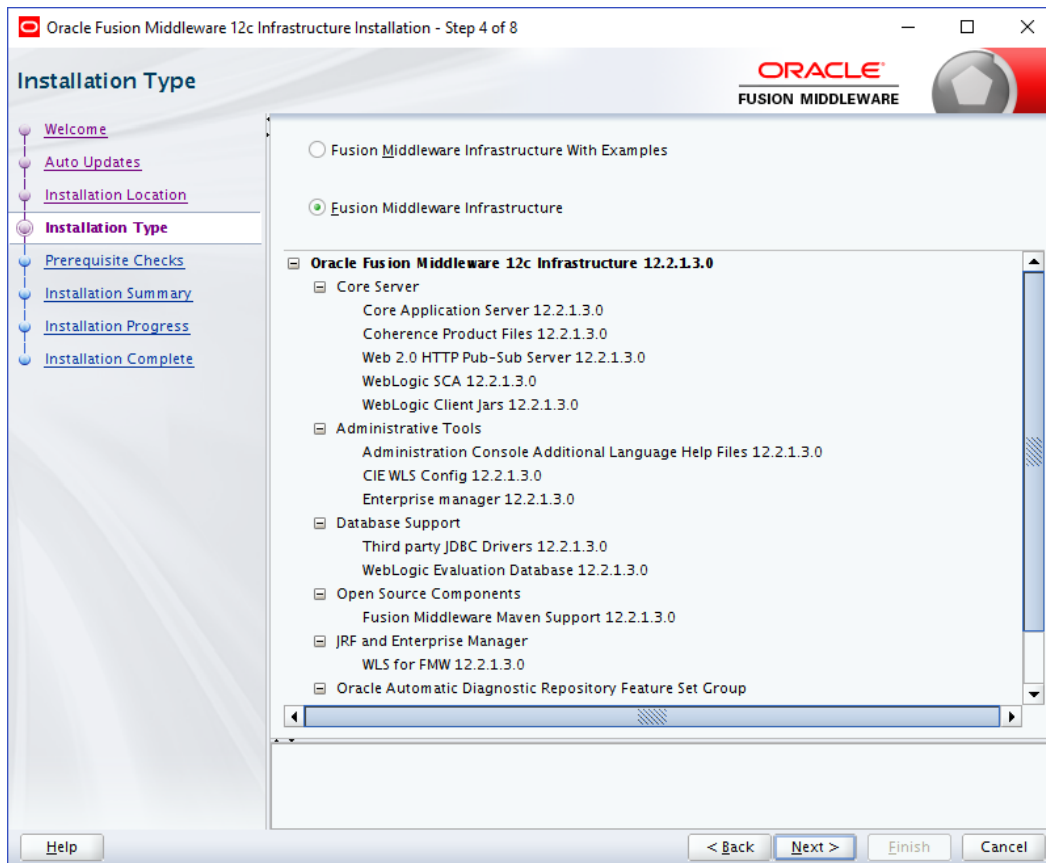 Oracle Fusion Middleware 12c Infrastructure Installation - Step 4 of 8
Installation Type
ORACLE
FUSION MIDDLEWARE
Welcome
Auto Updates
Installation Location
Installation Type
Prerequisite Checks
Installation Summary
Installation Progress
Installation Complete
Fusion Middleware Infrastructure With Examples
Fusion Middleware Infrastructure
Oracle Fusion Middleware 12c Infrastructure 12.2.1.3.0
Core Server
Core Application Server 12.2.1.3.0
Coherence Product Files 12.2.1.3.0
Web 2.0 HTTP Pub-Sub Server 12.2.1.3.0
WebLogic SCA 12.2.1.3.0
WebLogic Client Jars 12.2.1.3.0
Administrative Tools
Administration Console Additional Language Help Files 12.2.1.3.0
CIE WLS Config 12.2.1.3.0
Enterprise manager 12.2.1.3.0
Database Support
Third party JDBC Drivers 12.2.1.3.0
WebLogic Evaluation Database 12.2.1.3.0
Open Source Components
Fusion Middleware Maven Support 12.2.1.3.0
JRF and Enterprise Manager
WLS for FMW 12.2.1.3.0
Oracle Automatic Diagnostic Repository Feature Set Group
Help
< Back
Next >
Finish
Cancel